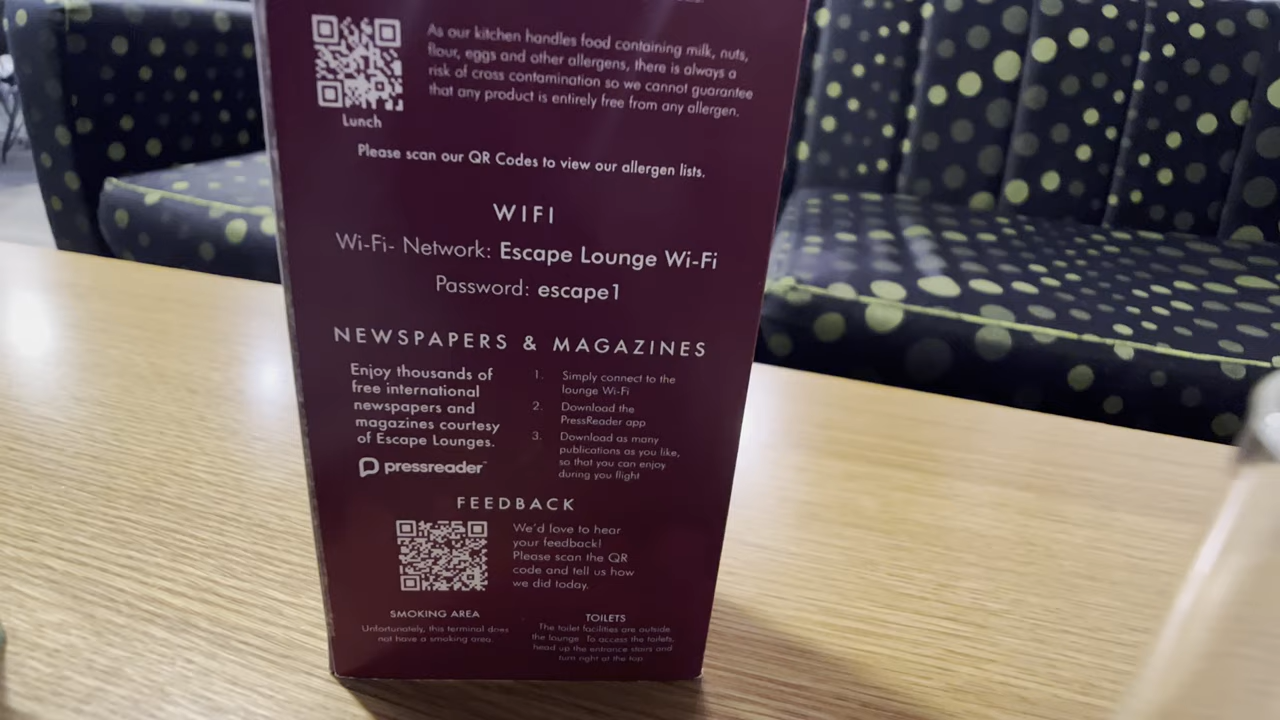 As our kitchen handles food containing milk, nuts,
flour, eggs and other allergens, there is always a
risk of cross contamination so we cannot guarantee
that any product is entirely free from any allergen.
Lunch
Please scan our QR Codes to view our allergen lists.
WIFI
Wi-Fi- Network: Escape Lounge Wi-Fi
Password: escape1
NEWSPAPERS & MAGAZINES
Enjoy thousands of
free international
newspapers and
magazines courtesy
of Escape Lounges.
pressreader
1. Simply connect to the
lounge Wi-Fi
2. Download the
PressReader app
3. Download as many
publications as you like,
so that you can enjoy
during you flight
FEEDBACK
We'd love to hear
your feedback!
Please scan the QR
code and tell us how
we did today.
SMOKING AREA
Unfortunately, this terminal does
not have a smoking area.
TOILETS
The toilet facilities are outside
the lounge. To access the toilets,
head up the entrance stairs and
turn right at the top.